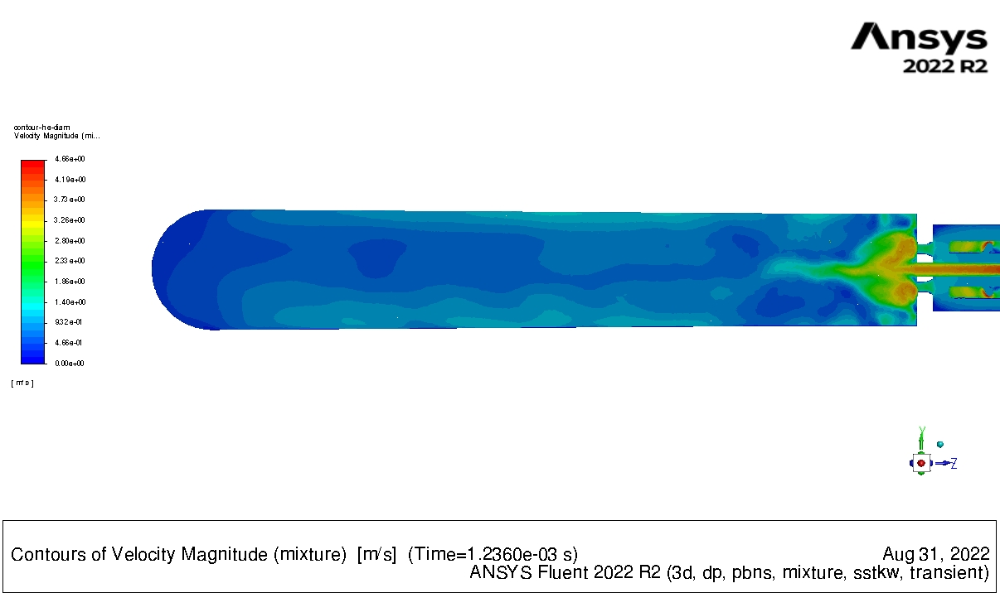 Ansys
2022 R2
contour-he-diam
Velocity Magnitude (mi...
4.66e+00
4.19e+00
3.73e+00
3.26e+00
2.80e+00
2.33e+00
1.86e+00
1.40e+00
9.32e-01
4.66e-01
0.00e+00
[m/s]
Y
Z
Contours of Velocity Magnitude (mixture) [m/s] (Time=1.2360e-03 s)
Aug 31, 2022
ANSYS Fluent 2022 R2 (3d, dp, pbns, mixture, sstkw, transient)